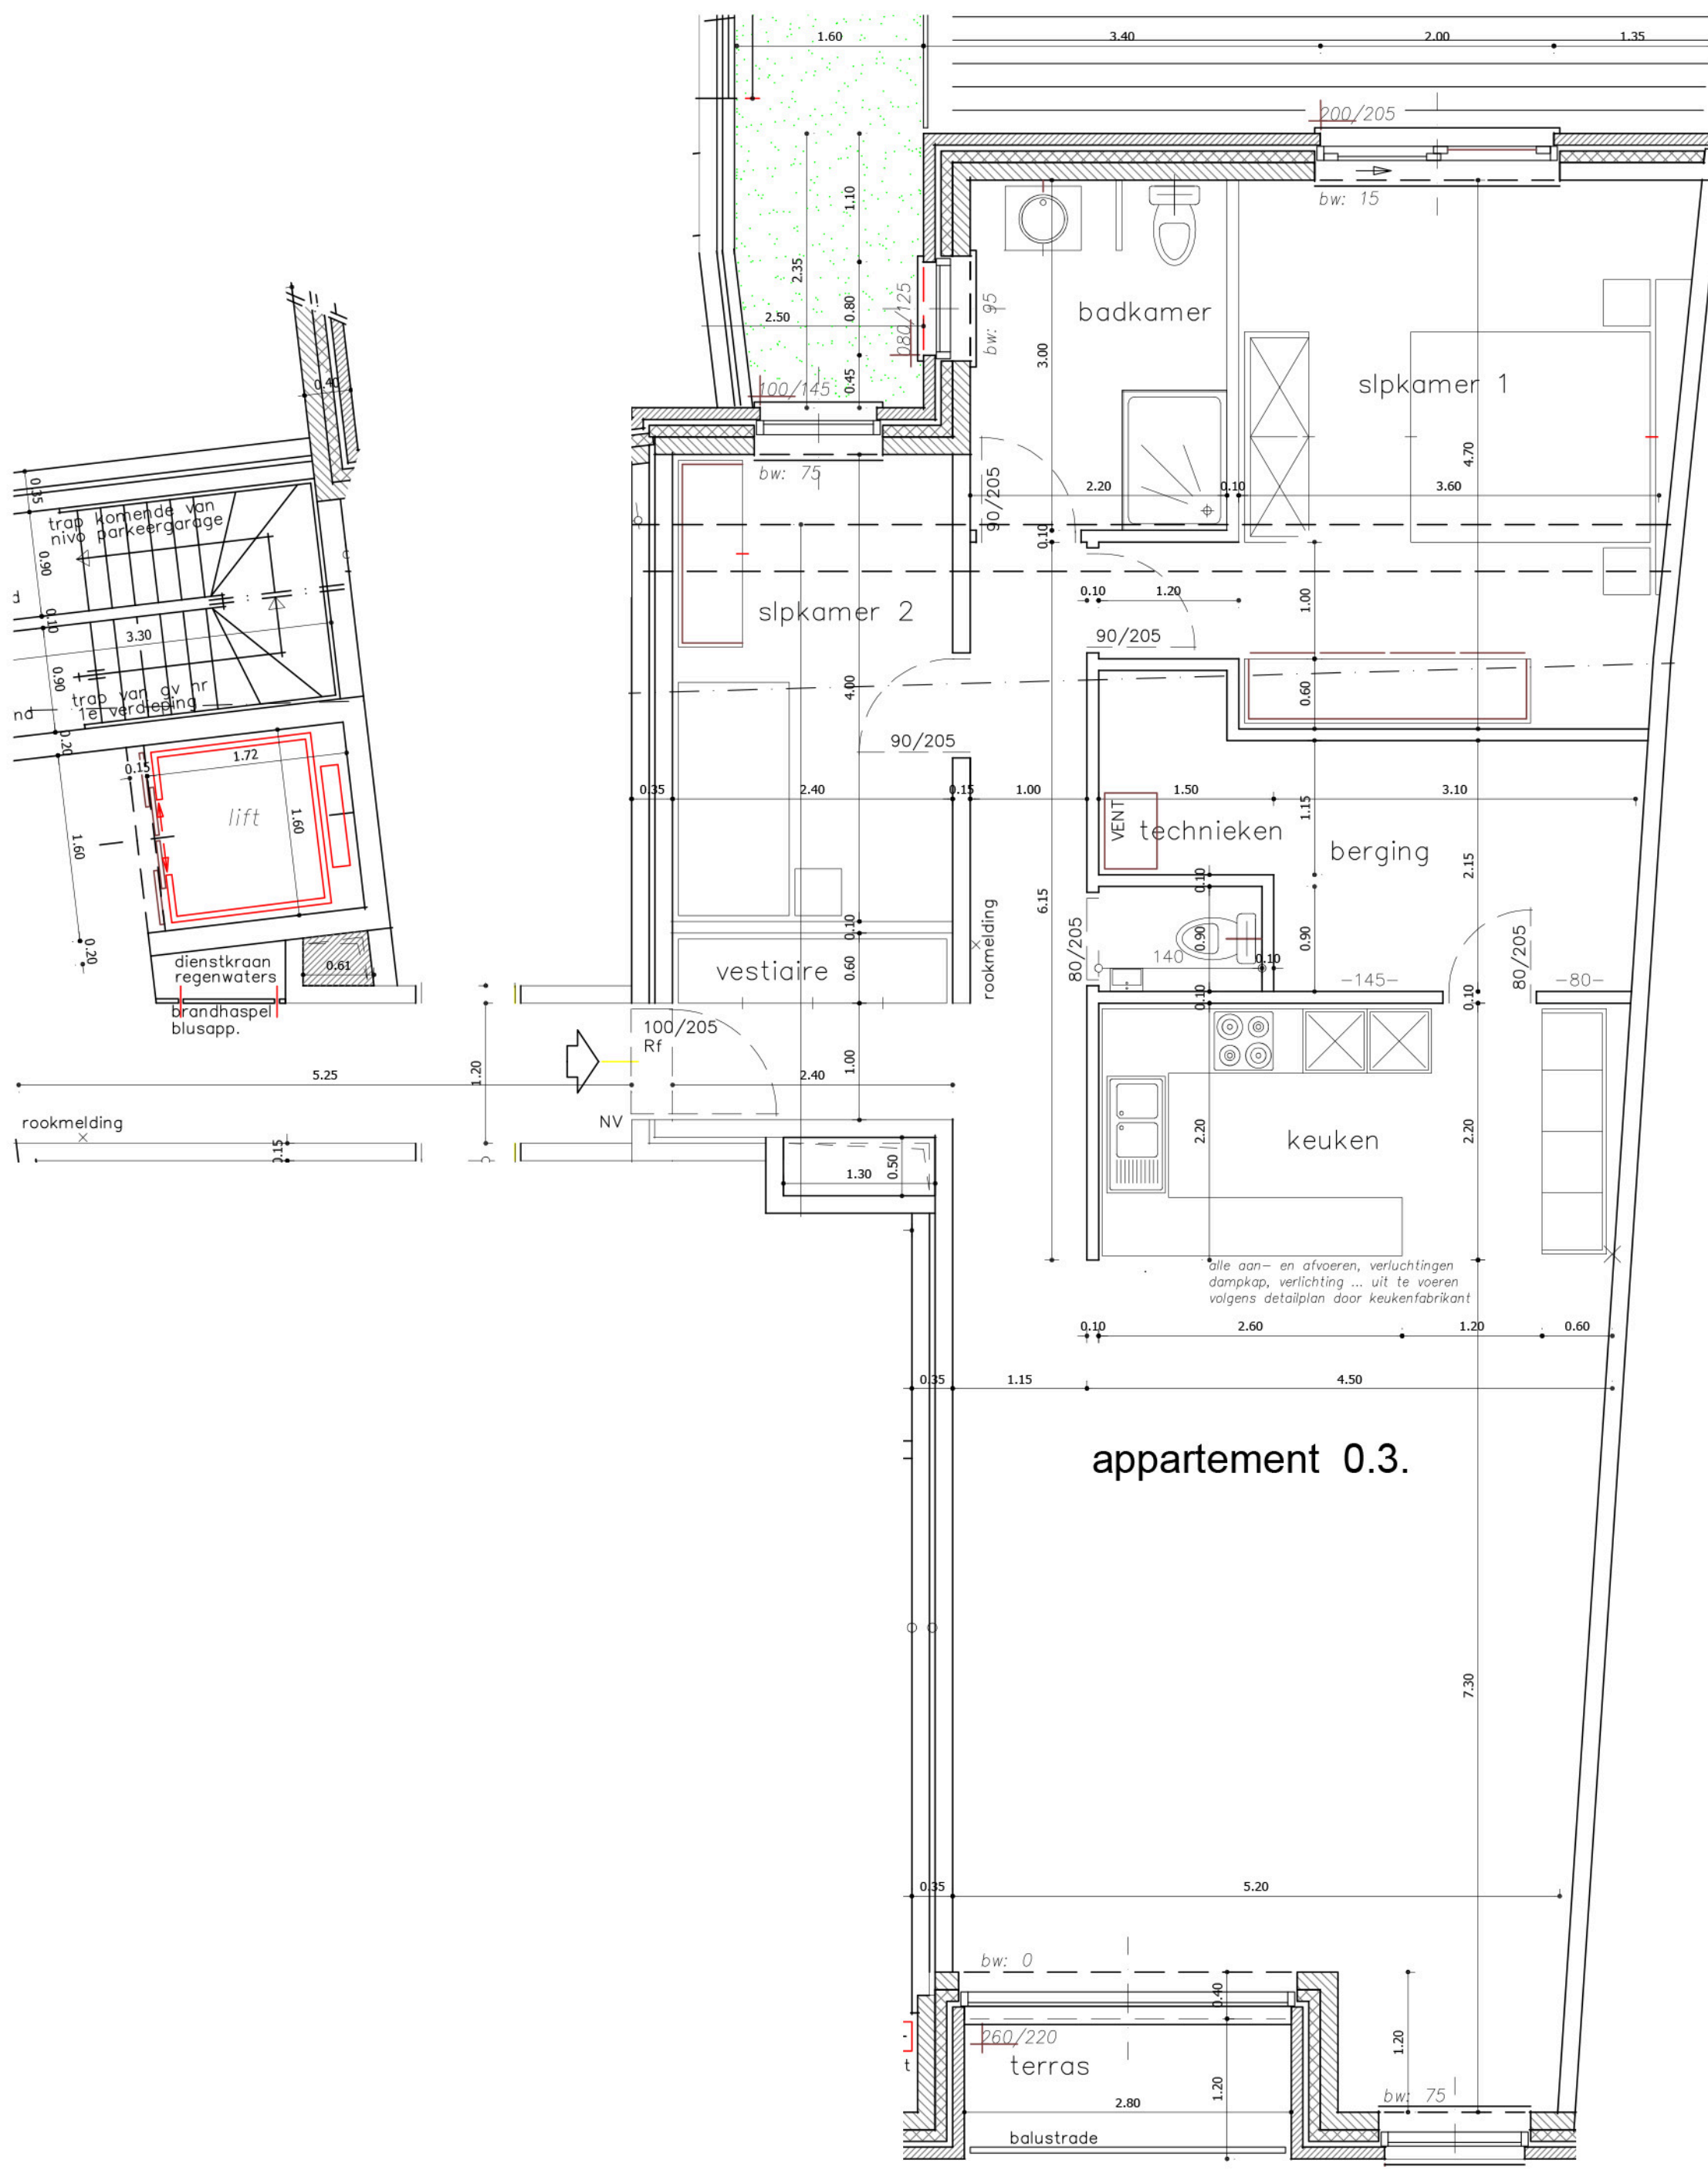 1.60
3.40
2.00
1.35
200/205
bw: 15
1.10
2.35
0.80
2.50
0.45
080/125
bw: 95
100/145
bw: 75
badkamer
3.00
slpkamer 1
4.70
0.40
0.35
trap komende van
nivo parkeergarage
0.90
0.10
3.30
0.90
trap van gv nr
1e verdieping
nd
d
0.20
90/205
2.20
0.10
3.60
0.10
slpkamer 2
0.10
1.20
1.00
90/205
4.00
0.60
90/205
0.15
1.72
lift
1.60
1.60
0.20
0.35
2.40
0.15
1.00
1.50
3.10
VENT
technieken
1.15
berging
2.15
6.15
0.10
0.10
0.60
vestiaire
rookmelding
80/205
0.90
140
0.10
0.90
0.10
-145-
0.10
80/205
-80-
dienstkraan
regenwaters
0.61
brandhaspel
blusapp.
100/205
Rf
5.25
1.20
2.40
1.00
NV
rookmelding
0.15
1.30
0.50
2.20
keuken
2.20
alle aan- en afvoeren, verluchtingen
dampkap, verlichting ... uit te voeren
volgens detailplan door keukenfabrikant
0.10
2.60
1.20
0.60
0.35
1.15
4.50
appartement 0.3.
7.30
0.35
5.20
bw: 0
0.40
260/220
terras
t
1.20
1.20
2.80
bw: 75
balustrade